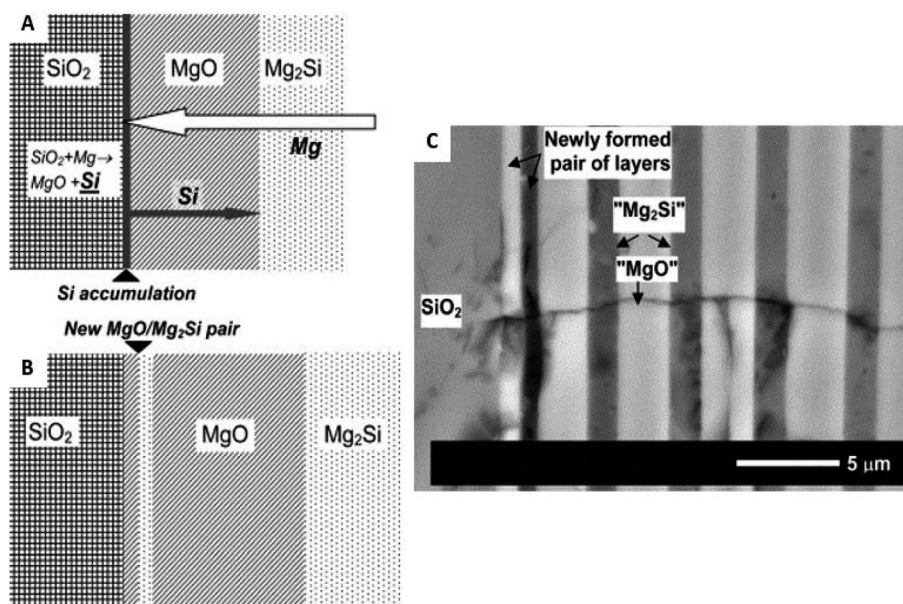 A
SiO₂
MgO
Mg₂Si
Mg
SiO₂+Mg→
MgO +Si
Si
Si accumulation
New MgO/Mg₂Si pair
B
SiO₂
MgO
Mg₂Si
C
Newly formed
pair of layers
"Mg₂Si"
"MgO"
SiO₂
5 μm